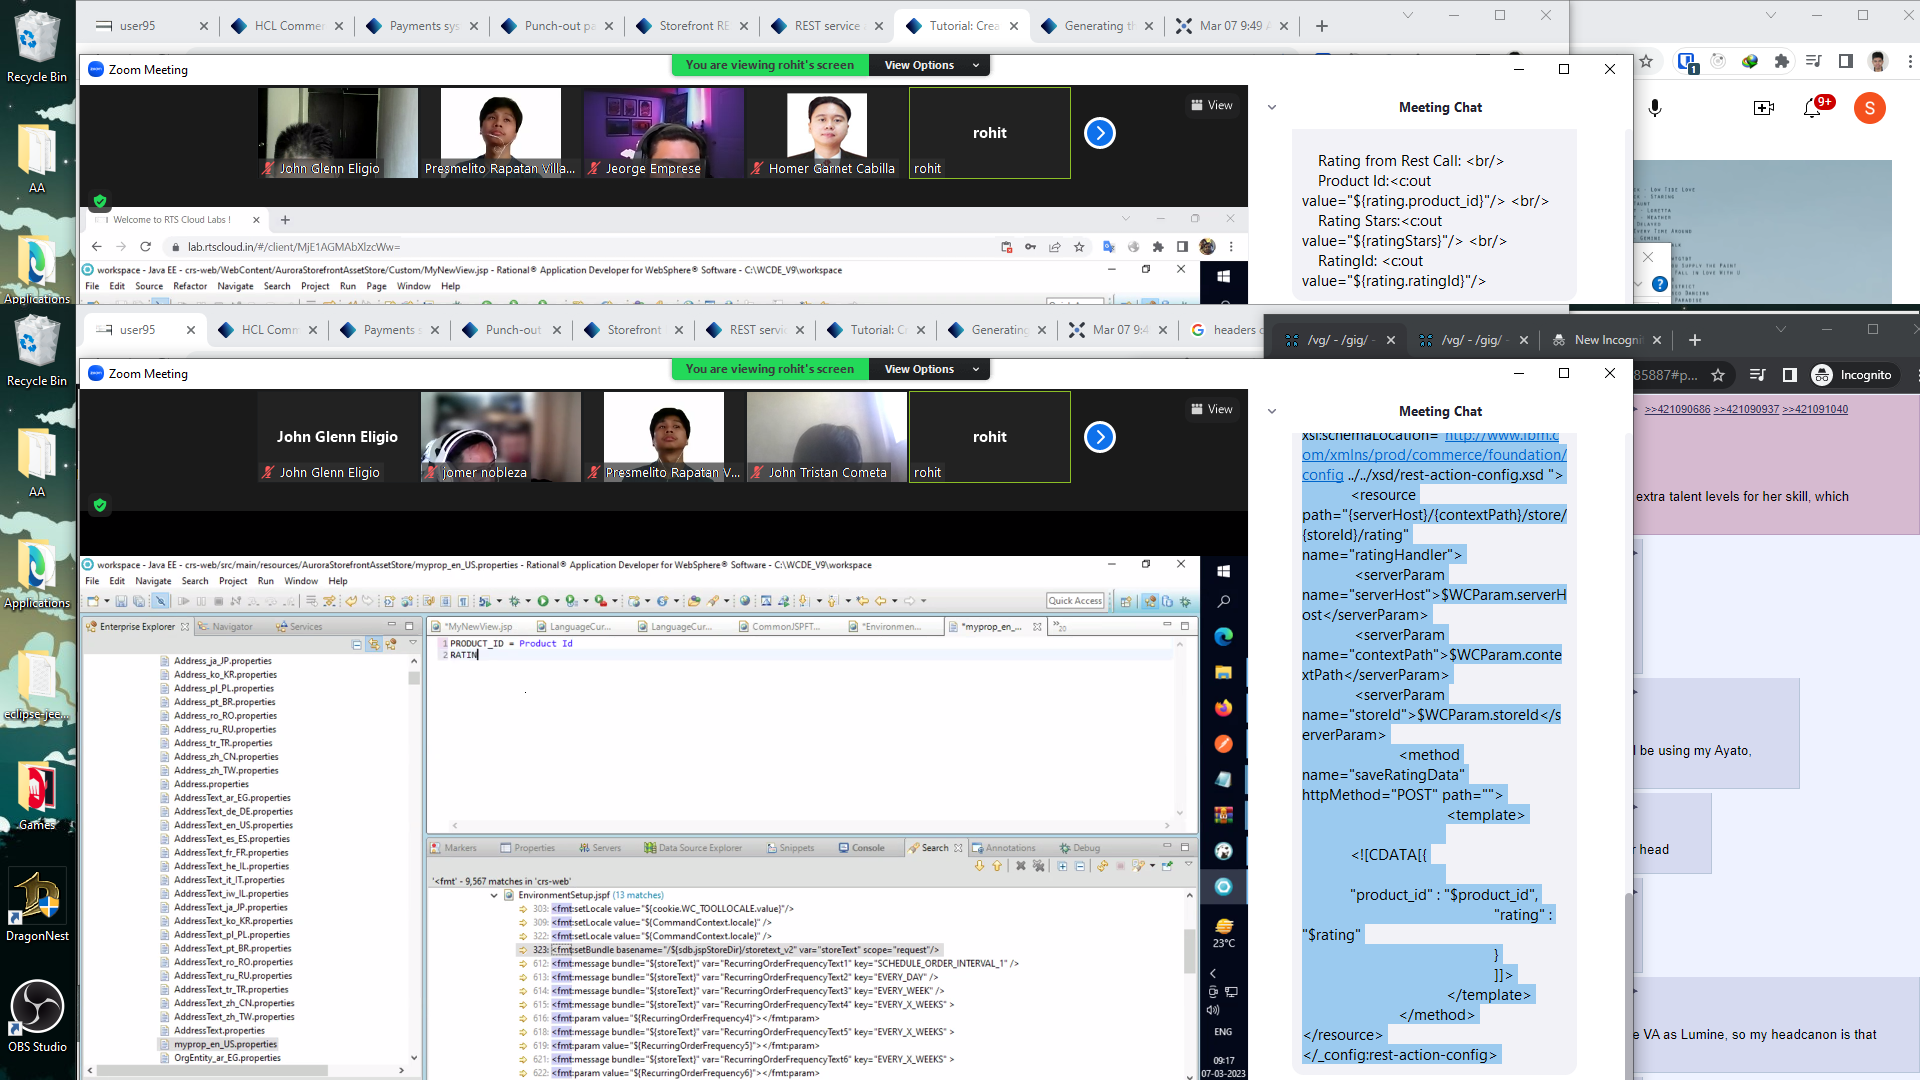 user95
HCL Commer
Payments sys
Punch-out pa
Storefront RE
REST service
Tutorial: Crea
Generating th
Mar 07 9:49
Recycle Bin
AA
Applications
Zoom Meeting
You are viewing rohit's screen
View Options
View
John Glenn Eligio
Presmelito Rapatan Villa...
Jeorge Emprese
Homer Garnet Cabilla
rohit
rohit
Welcome to RTS Cloud Labs !
lab.rtscloud.in/#/client/MjE1AGMAbXlzcWw=
workspace - Java EE - crs-web/WebContent/AuroraStorefrontAssetStore/Custom/MyNewView.jsp - Rational® Application Developer for WebSphere® Software - C:\WCDE_V9\workspace
File Edit Source Refactor Navigate Search Project Run Page Window Help
Meeting Chat
Rating from Rest Call: <br/>
Product Id:<c:out
value="${rating.product_id}"/> <br/>
Rating Stars:<c:out
value="${ratingStars}"/> <br/>
RatingId: <c:out
value="${rating.ratingId}"/>
1
9+
S
user95
HCL Comm
Payments s
Punch-out
Storefront
REST servi
Tutorial: C
Generating
Mar 07 9:4
headers
Recycle Bin
AA
Applications
eclipse-jee...
Games
DragonNest
OBS Studio
Zoom Meeting
You are viewing rohit's screen
View Options
View
John Glenn Eligio
John Glenn Eligio
jomer nobleza
Presmelito Rapatan V...
John Tristan Cometa
rohit
rohit
workspace - Java EE - crs-web/src/main/resources/AuroraStorefrontAssetStore/myprop_en_US.properties - Rational® Application Developer for WebSphere® Software - C:\WCDE_V9\workspace
File Edit Navigate Search Project Run Window Help
Quick Access
Enterprise Explorer
Navigator
Services
Address_ja_JP.properties
Address_ko_KR.properties
Address_pl_PL.properties
Address_pt_BR.properties
Address_ro_RO.properties
Address_ru_RU.properties
Address_tr_TR.properties
Address_zh_CN.properties
Address_zh_TW.properties
Address.properties
AddressText_ar_EG.properties
AddressText_de_DE.properties
AddressText_en_US.properties
AddressText_es_ES.properties
AddressText_fr_FR.properties
AddressText_he_IL.properties
AddressText_it_IT.properties
AddressText_iw_IL.properties
AddressText_ja_JP.properties
AddressText_ko_KR.properties
AddressText_pl_PL.properties
AddressText_pt_BR.properties
AddressText_ro_RO.properties
AddressText_ru_RU.properties
AddressText_tr_TR.properties
AddressText_zh_CN.properties
AddressText_zh_TW.properties
AddressText.properties
myprop_en_US.properties
OrgEntity_ar_EG.properties
*MyNewView.jsp
LanguageCur...
LanguageCur...
CommonJSPFT...
*Environmen...
*myprop_en_...
»20
1 PRODUCT_ID = Product Id
2 RATIN
Markers
Properties
Servers
Data Source Explorer
Snippets
Console
Search
Annotations
Debug
'<fmt' - 9,567 matches in 'crs-web'
EnvironmentSetup.jspf (13 matches)
303: <fmt:setLocale value="${cookie.WC_TOOLLOCALE.value}"/>
309: <fmt:setLocale value="${CommandContext.locale}" />
322: <fmt:setLocale value="${CommandContext.locale}" />
323: <fmt:setBundle basename="/${sdb.jspStoreDir}/storetext_v2" var="storeText" scope="request"/>
612: <fmt:message bundle="${storeText}" var="RecurringOrderFrequencyText1" key="SCHEDULE_ORDER_INTERVAL_1" />
613: <fmt:message bundle="${storeText}" var="RecurringOrderFrequencyText2" key="EVERY_DAY" />
614: <fmt:message bundle="${storeText}" var="RecurringOrderFrequencyText3" key="EVERY_WEEK" />
615: <fmt:message bundle="${storeText}" var="RecurringOrderFrequencyText4" key="EVERY_X_WEEKS" >
616: <fmt:param value="${RecurringOrderFrequency4}"></fmt:param>
618: <fmt:message bundle="${storeText}" var="RecurringOrderFrequencyText5" key="EVERY_X_WEEKS" >
619: <fmt:param value="${RecurringOrderFrequency5}"></fmt:param>
621: <fmt:message bundle="${storeText}" var="RecurringOrderFrequencyText6" key="EVERY_X_WEEKS" >
622: <fmt:param value="${RecurringOrderFrequency6}"></fmt:param>
23°C
ENG
09:17
07-03-2023
Meeting Chat
xsi:schemaLocation="http://www.ibm.c
om/xmlns/prod/commerce/foundation/
config ../../xsd/rest-action-config.xsd ">
<resource
path="{serverHost}/{contextPath}/store/
{storeId}/rating"
name="ratingHandler">
<serverParam
name="serverHost">$WCParam.serverH
ost</serverParam>
<serverParam
name="contextPath">$WCParam.conte
xtPath</serverParam>
<serverParam
name="storeId">$WCParam.storeId</s
erverParam>
<method
name="saveRatingData"
httpMethod="POST" path="">
<template>
<![CDATA[{
"product_id" : "$product_id",
"rating" :
"$rating"
}
]]>
</template>
</method>
</resource>
</_config:rest-action-config>
/vg/ - /gig/ -
/vg/ - /gig/ -
New Incogni
85887#p...
Incognito
>>421090686 >>421090937 >>421091040
extra talent levels for her skill, which
l be using my Ayato,
r head
e VA as Lumine, so my headcanon is that